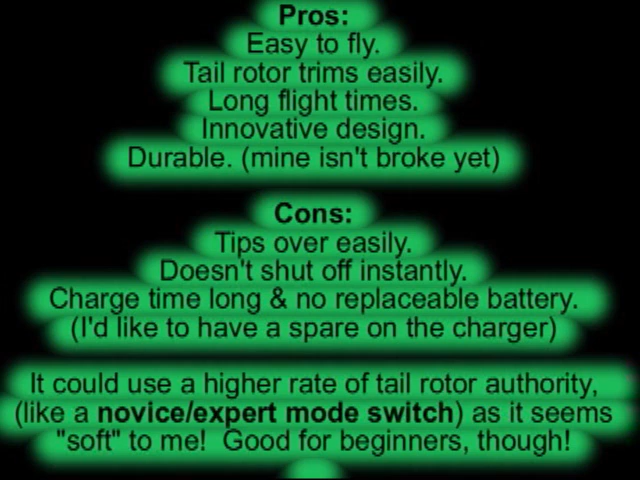 Pros:
Easy to fly.
Tail rotor trims easily.
Long flight times.
Innovative design.
Durable. (mine isn't broke yet)
Cons:
Tips over easily.
Doesn't shut off instantly.
Charge time long & no replaceable battery.
(I'd like to have a spare on the charger)
It could use a higher rate of tail rotor authority,
(like a novice/expert mode switch) as it seems
"soft" to me!  Good for beginners, though!